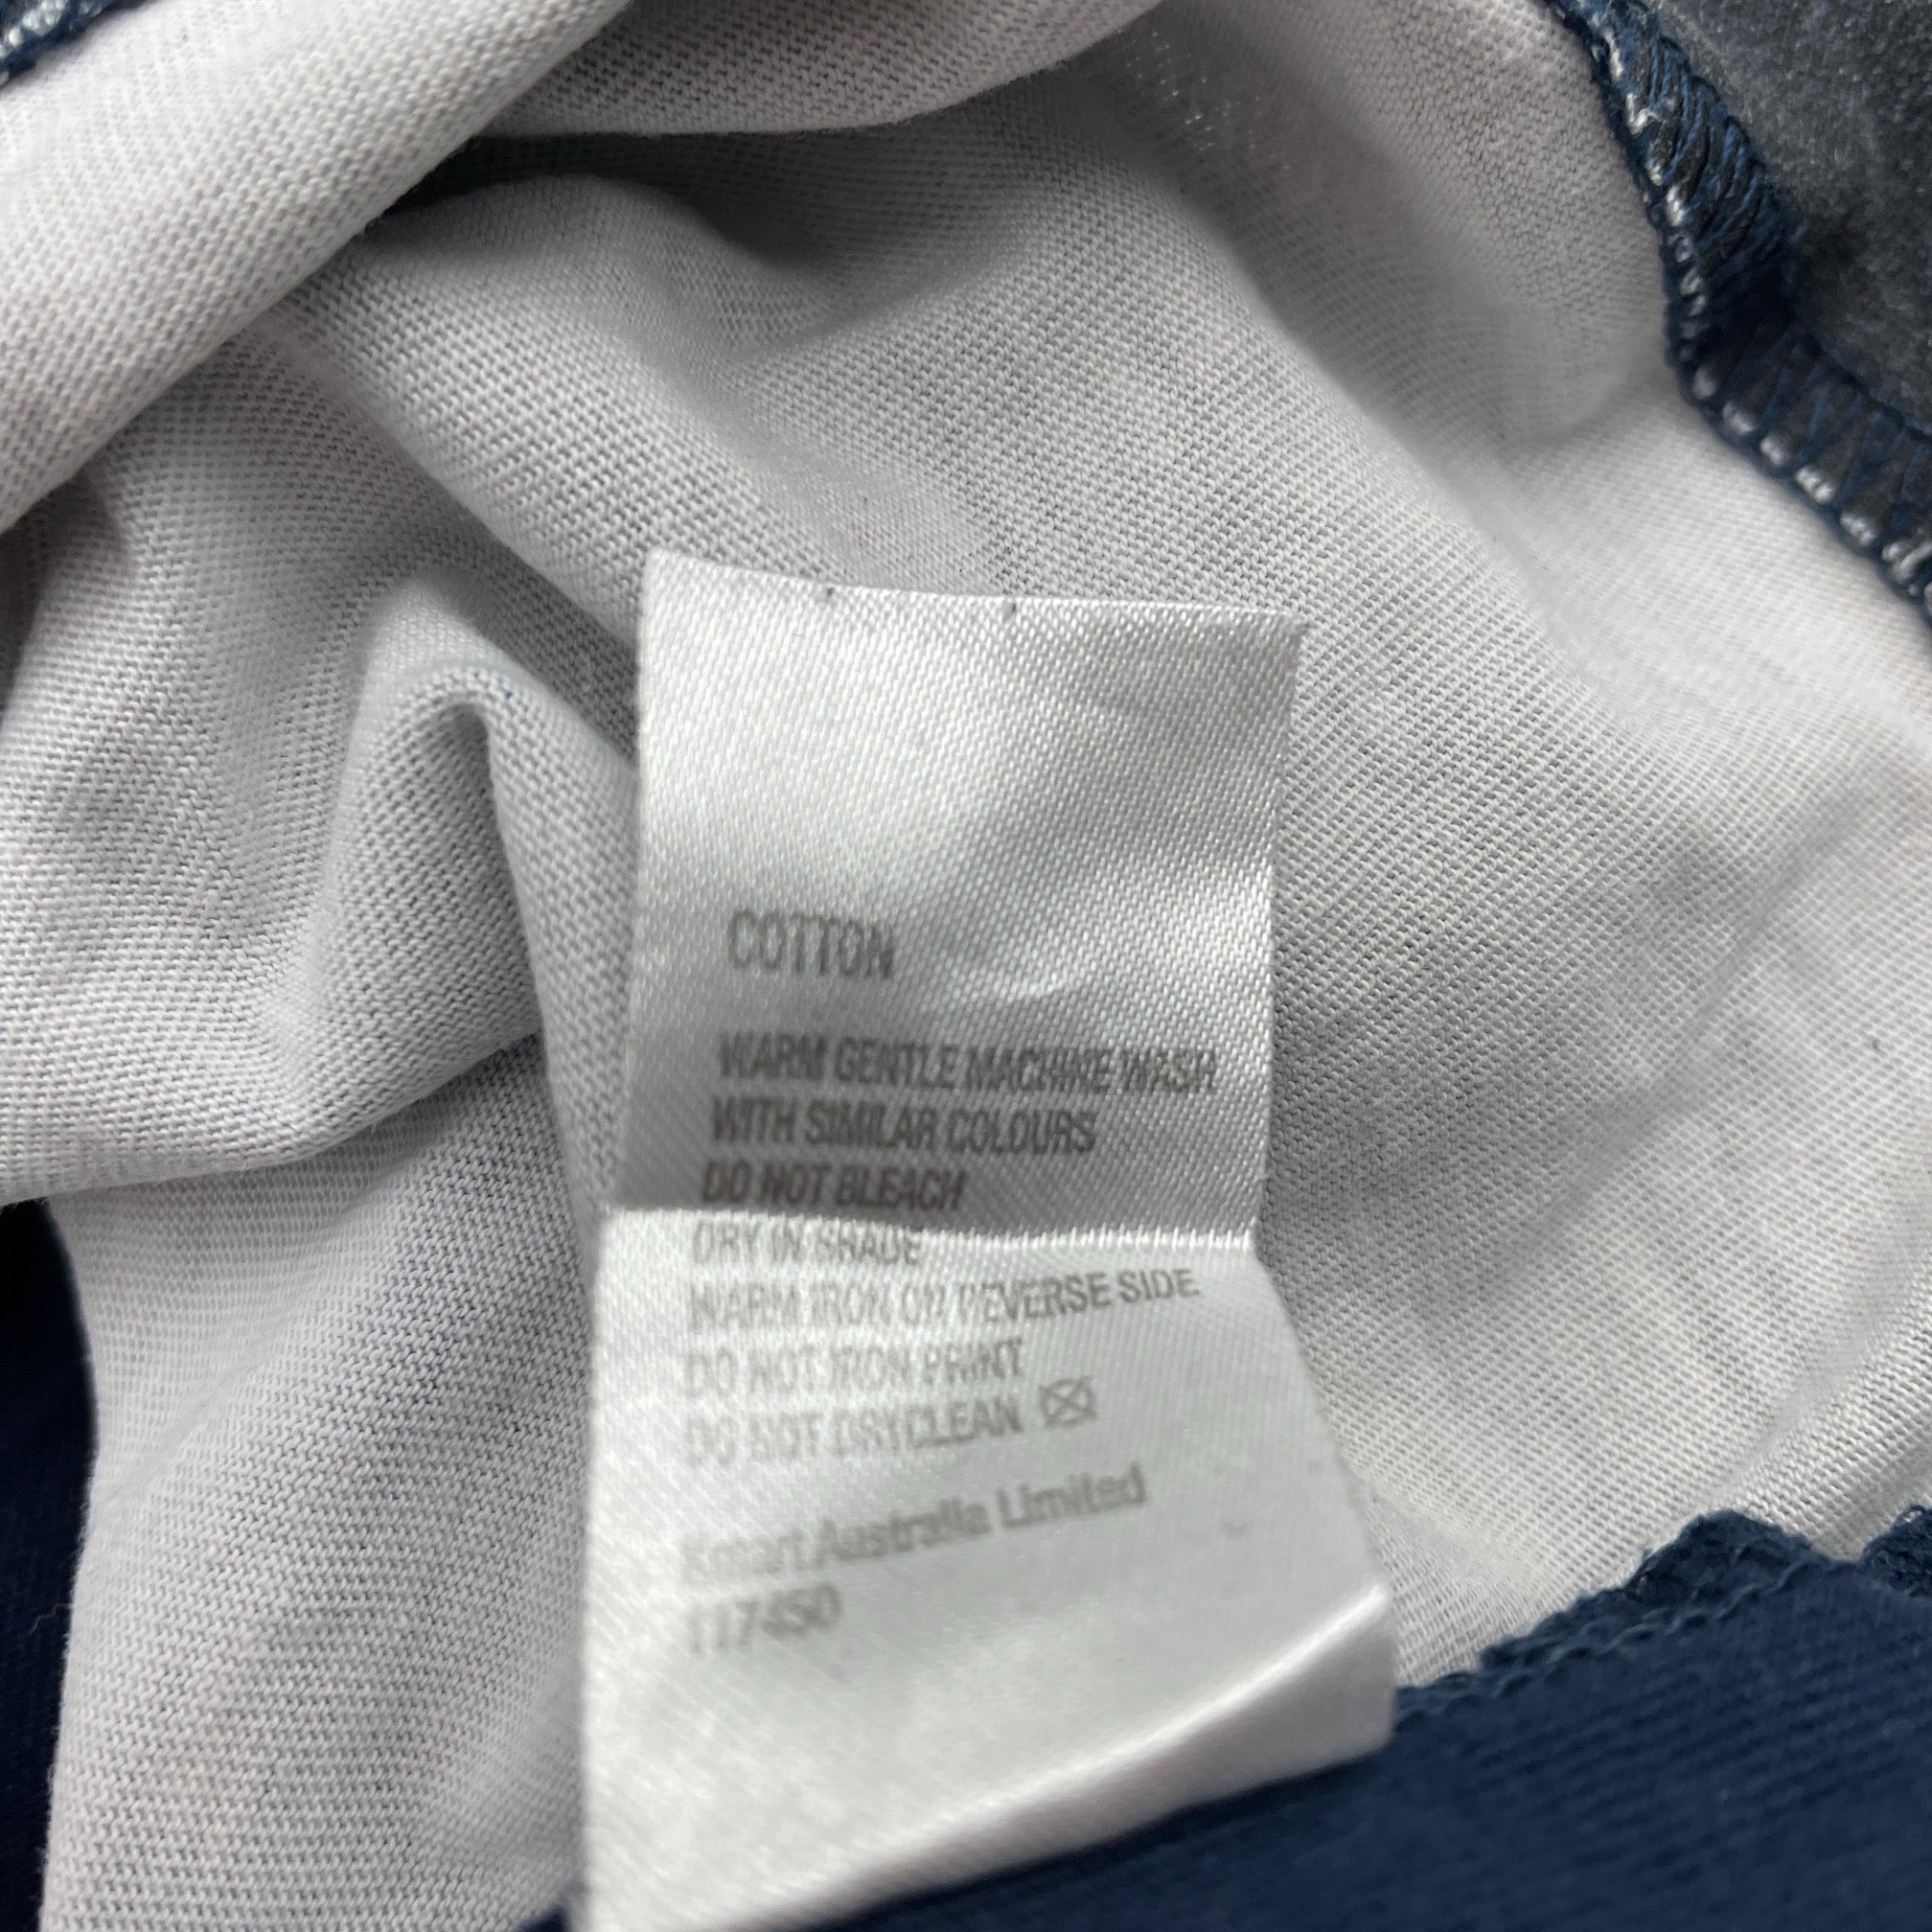 COTTON
WARM GENTLE MACHINE WASH
WITH SIMILAR COLOURS
DO NOT BLEACH
DRY IN SHADE
WARM IRON ON REVERSE SIDE
DO NOT IRON PRINT
DO NOT DRYCLEAN
Kmart Australia Limited
117450